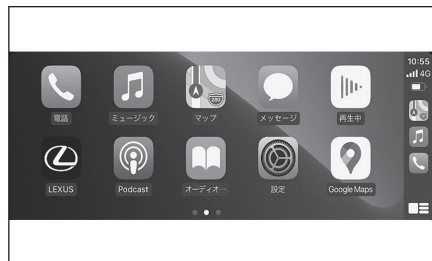 10:55
4G
電話
ミュージック
マップ
メッセージ
再生中
280
LEXUS
Podcast
オーディオ…
設定
Google Maps